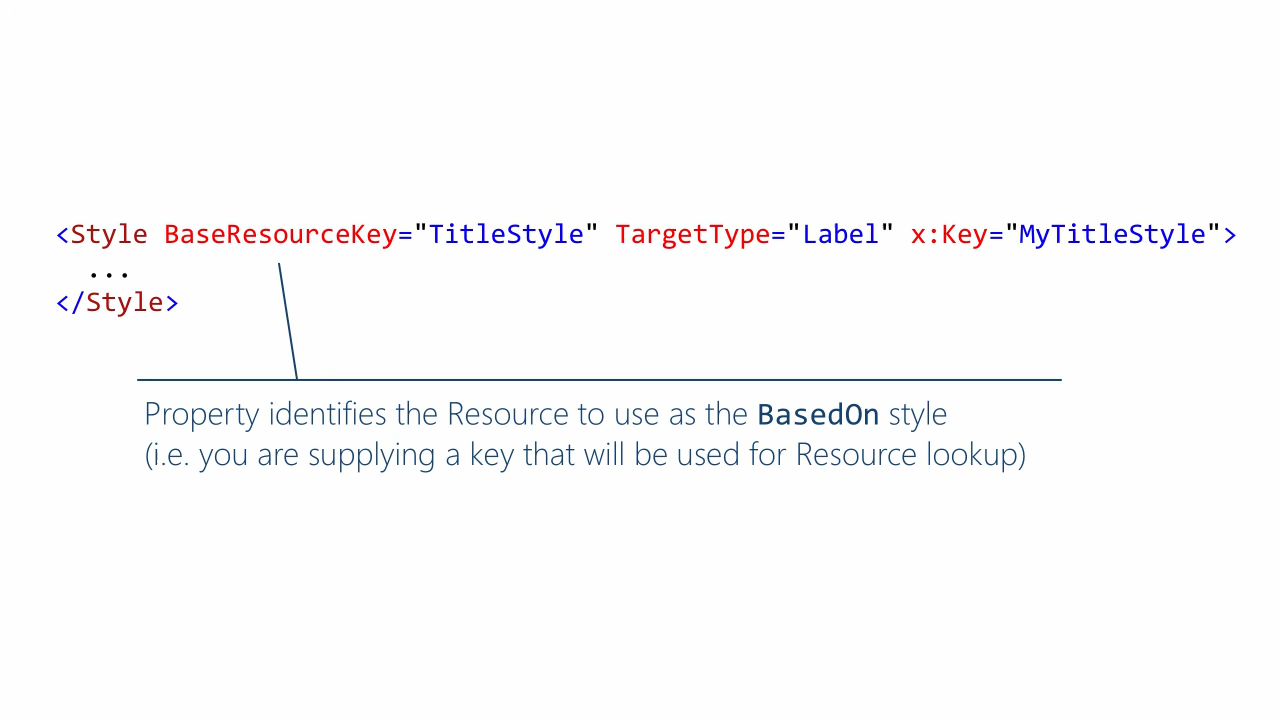 <Style BaseResourceKey="TitleStyle" TargetType="Label" x:Key="MyTitleStyle">
...
</Style>
Property identifies the Resource to use as the BasedOn style
(i.e. you are supplying a key that will be used for Resource lookup)